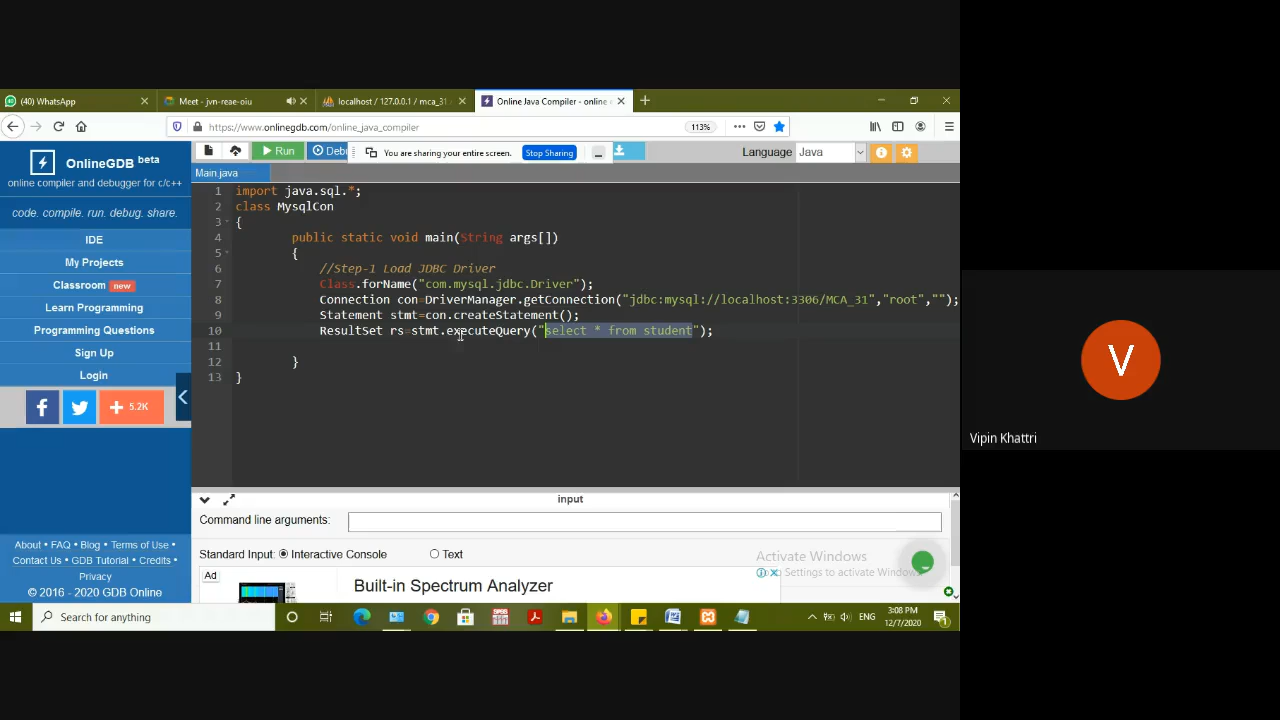 (40) WhatsApp
Meet - jvn-reae-oiu
localhost / 127.0.0.1 / mca_31
Online Java Compiler - online
https://www.onlinegdb.com/online_java_compiler
113%
OnlineGDB beta
online compiler and debugger for c/c++
code. compile. run. debug. share.
IDE
My Projects
Classroom new
Learn Programming
Programming Questions
Sign Up
Login
5.2K
About • FAQ • Blog • Terms of Use •
Contact Us • GDB Tutorial • Credits •
Privacy
© 2016 - 2020 GDB Online
Run
Debu
You are sharing your entire screen.
Stop Sharing
Language
Java
Main.java
1 import java.sql.*;
2 class MysqlCon
3 {
4 public static void main(String args[])
5 {
6 //Step-1 Load JDBC Driver
7 Class.forName("com.mysql.jdbc.Driver");
8 Connection con=DriverManager.getConnection("jdbc:mysql://localhost:3306/MCA_31","root","");
9 Statement stmt=con.createStatement();
10 ResultSet rs=stmt.executeQuery("select * from student");
11
12 }
13 }
input
Command line arguments:
Standard Input:
Interactive Console
Text
Ad
Built-in Spectrum Analyzer
Activate Windows
Go to Settings to activate Windows.
Search for anything
ENG
3:08 PM
12/7/2020
1
V
Vipin Khattri